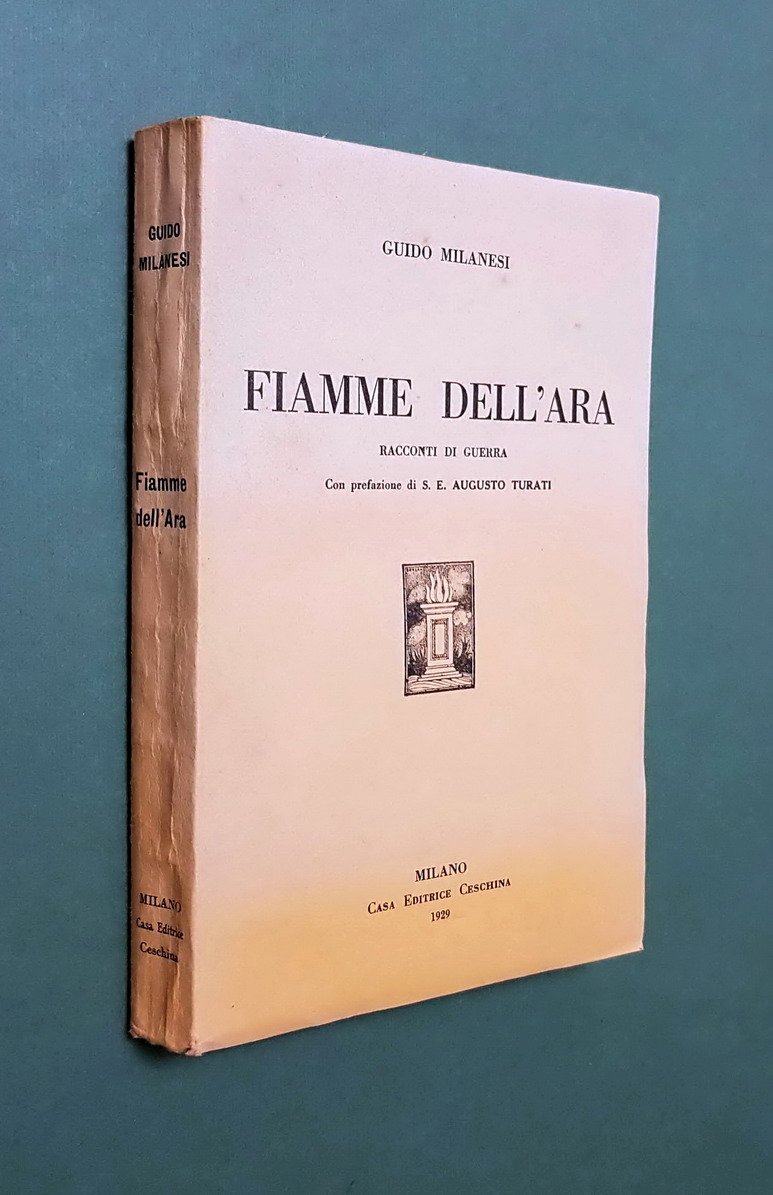 GUIDO
MILANESI
Fiamme
dell'Ara
MILANO
Casa Editrice
Ceschina
GUIDO MILANESI
FIAMME DELL'ARA
RACCONTI DI GUERRA
Con prefazione di S. E. AUGUSTO TURATI
MILANO
CASA EDITRICE CESCHINA
1929